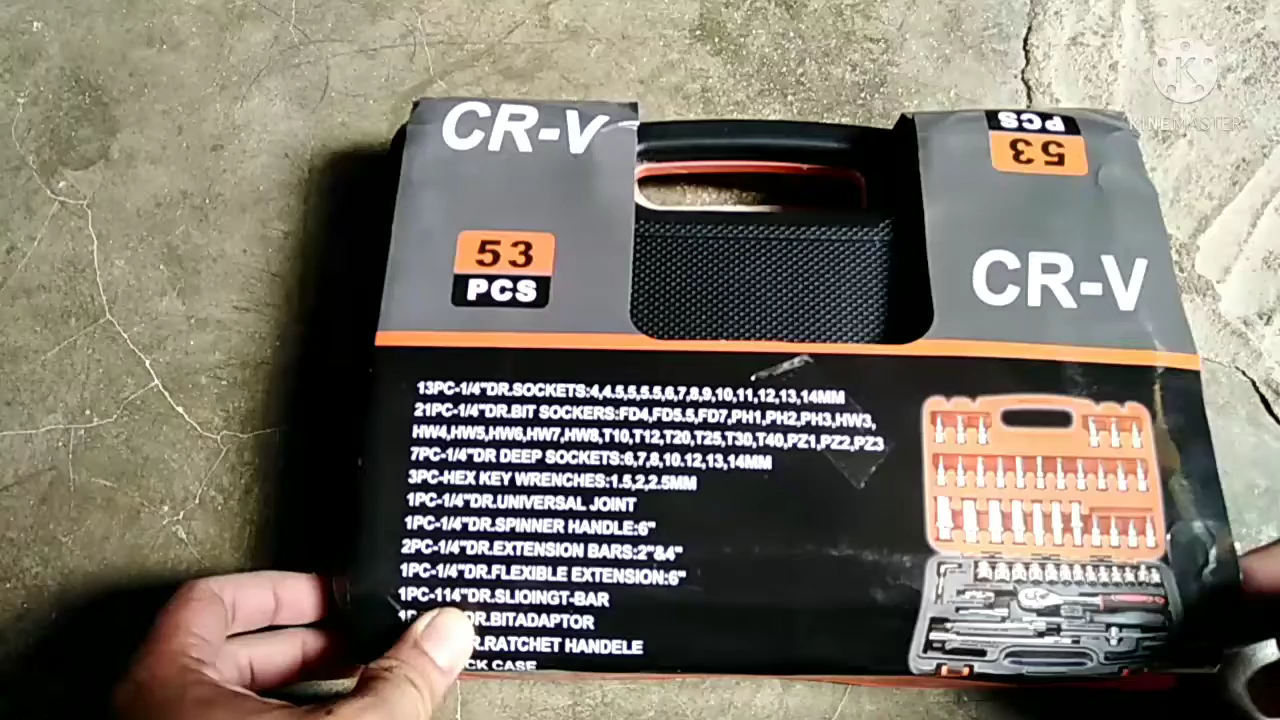 CR-V
53
PCS
53
PCS
CR-V
13PC-1/4"DR.SOCKETS:4,4.5,5,5.5,6,7,8,9,10,11,12,13,14MM
21PC-1/4"DR.BIT SOCKERS:FD4,FD5.5,FD7,PH1,PH2,PH3,HW3,
HW4,HW5,HW6,HW7,HW8,T10,T12,T20,T25,T30,T40,PZ1,PZ2,PZ3
7PC-1/4"DR DEEP SOCKETS:6,7,8,10.12,13,14MM
3PC-HEX KEY WRENCHES:1.5,2,2.5MM
1PC-1/4"DR.UNIVERSAL JOINT
1PC-1/4"DR.SPINNER HANDLE:6"
2PC-1/4"DR.EXTENSION BARS:2"&4"
1PC-1/4"DR.FLEXIBLE EXTENSION:6"
1PC-114"DR.SLIOINGT-BAR
DR.BITADAPTOR
R.RATCHET HANDELE
CK CASE
KINEMASTER